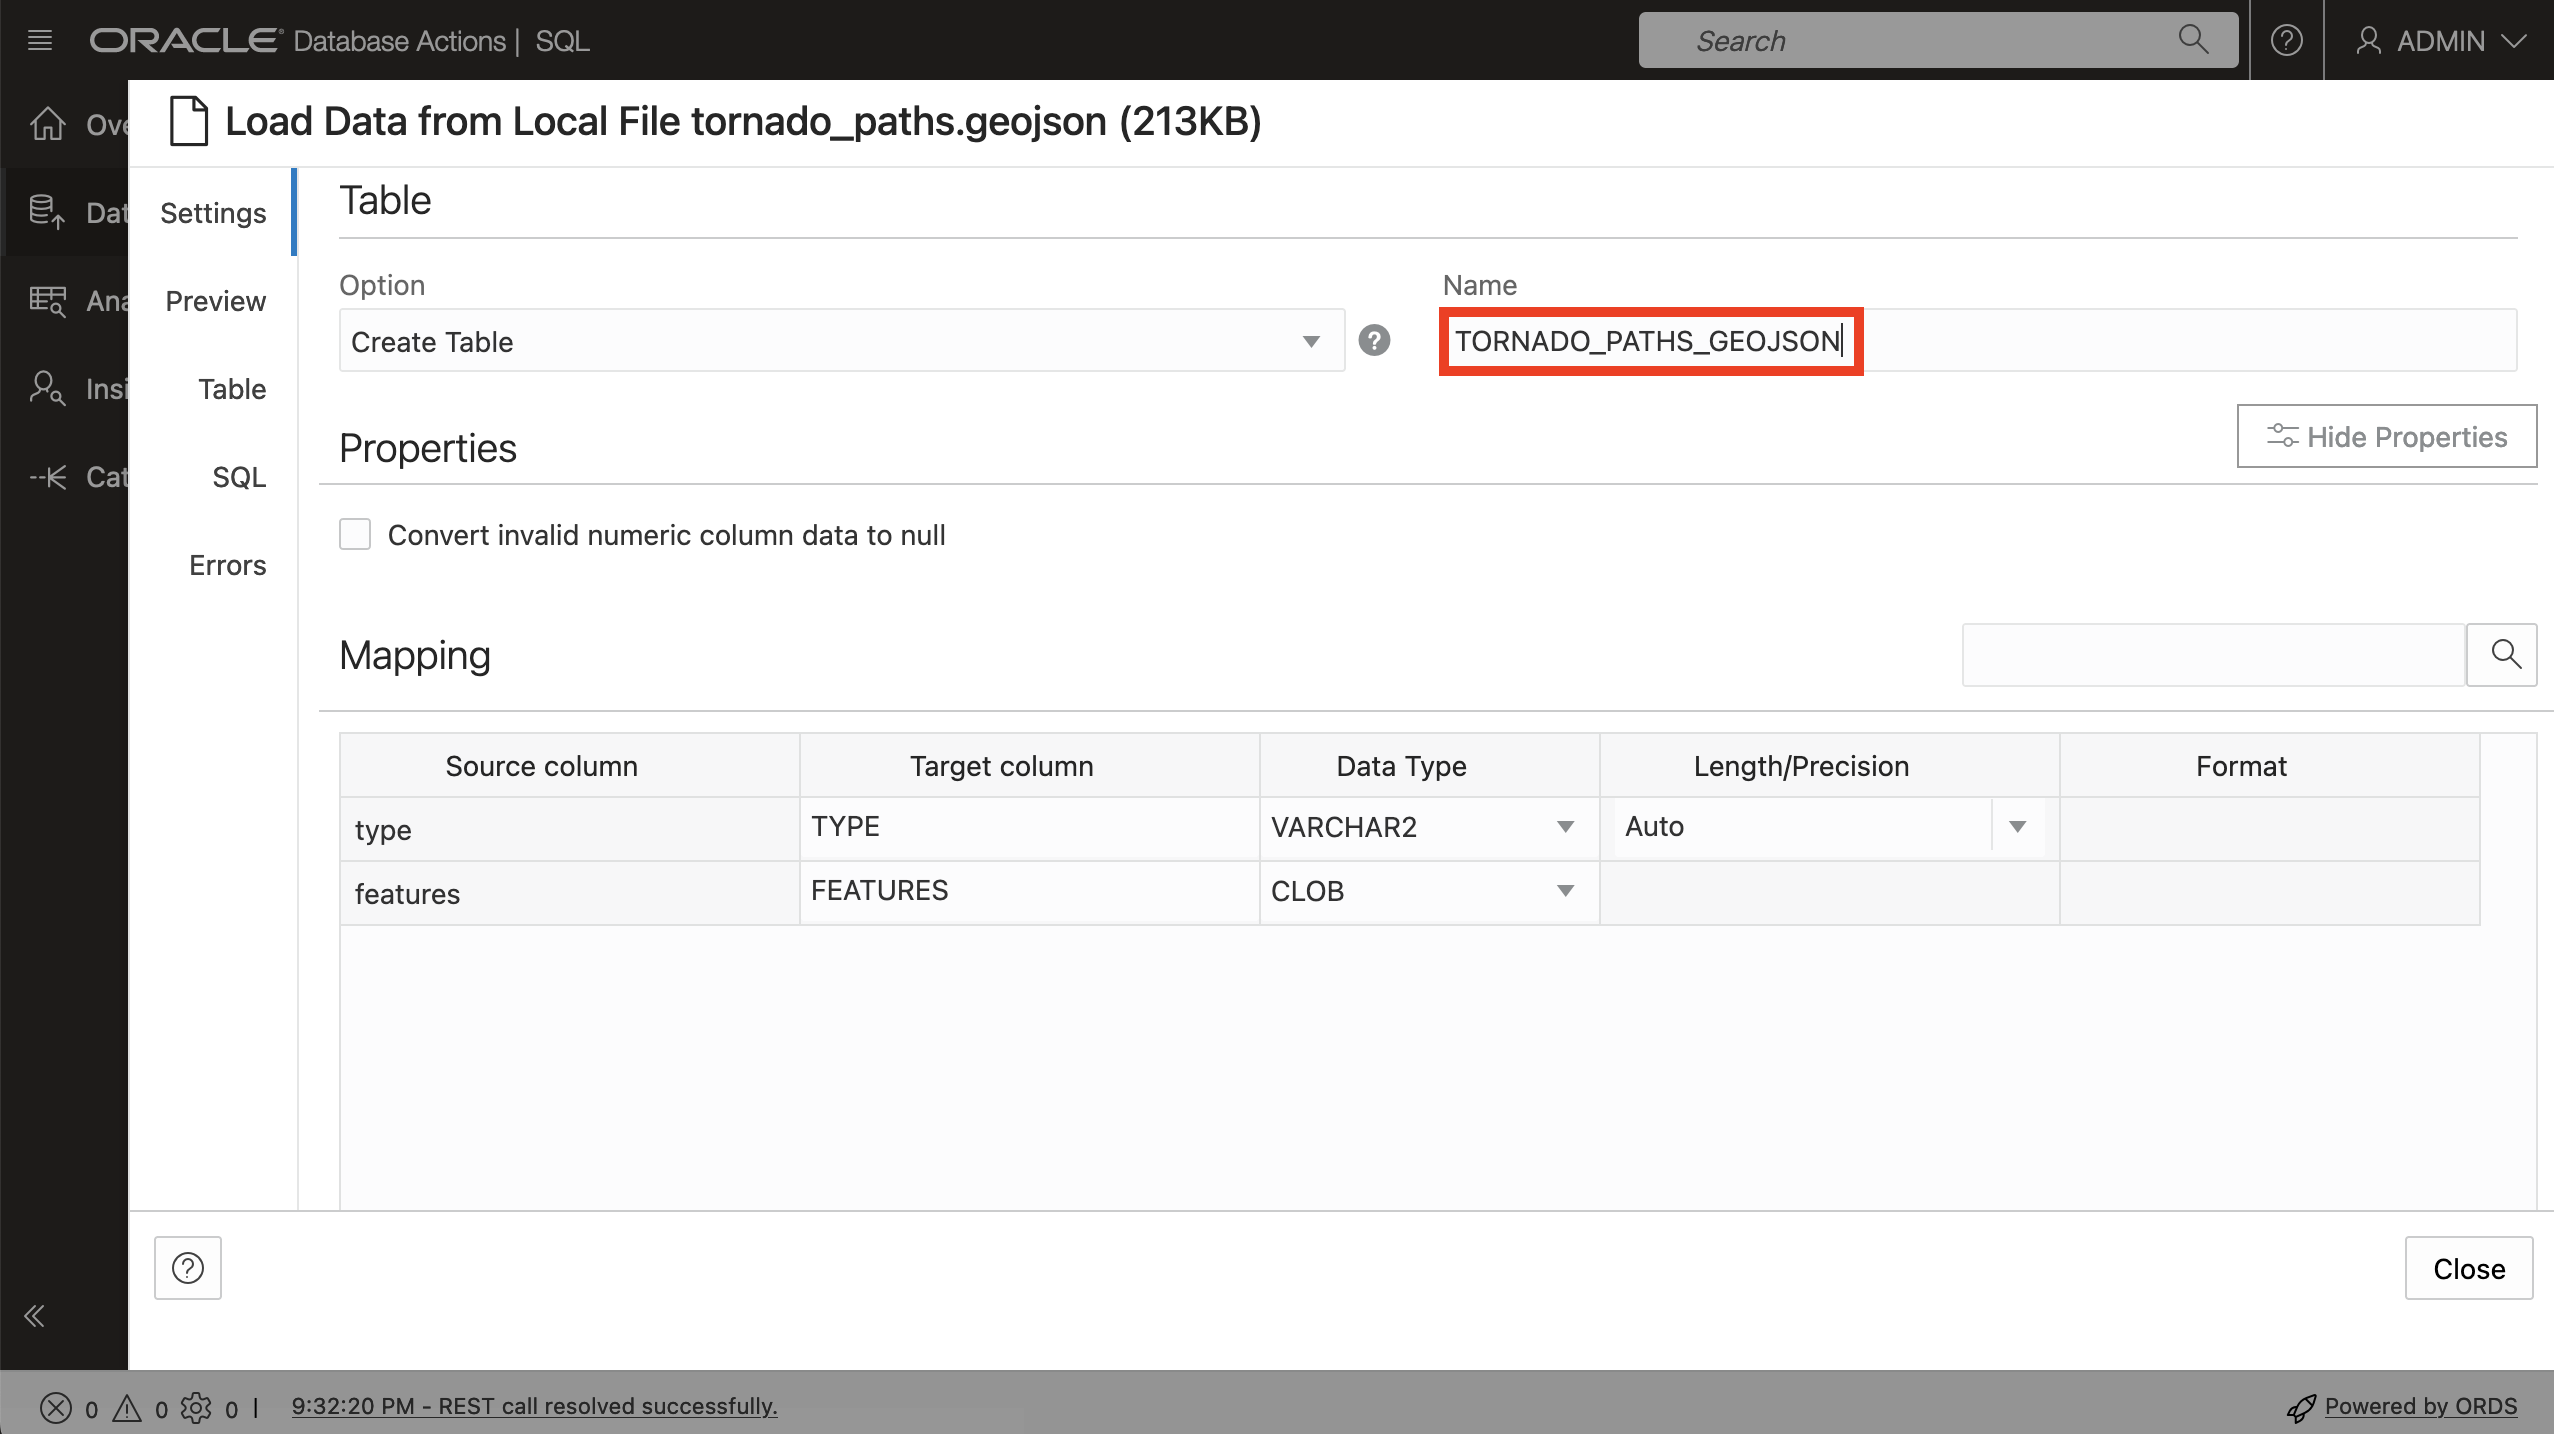 ORACLE Database Actions | SQL
Search
ADMIN
Ove
Dat
Ana
Insi
Cat
Load Data from Local File tornado_paths.geojson (213KB)
Settings
Preview
Table
SQL
Errors
Table
Option
Name
Create Table
?
TORNADO_PATHS_GEOJSON
Properties
Hide Properties
Convert invalid numeric column data to null
Mapping
Source column
Target column
Data Type
Length/Precision
Format
type
TYPE
VARCHAR2
Auto
features
FEATURES
CLOB
?
Close
0 0 0 | 9:32:20 PM - REST call resolved successfully.
Powered by ORDS